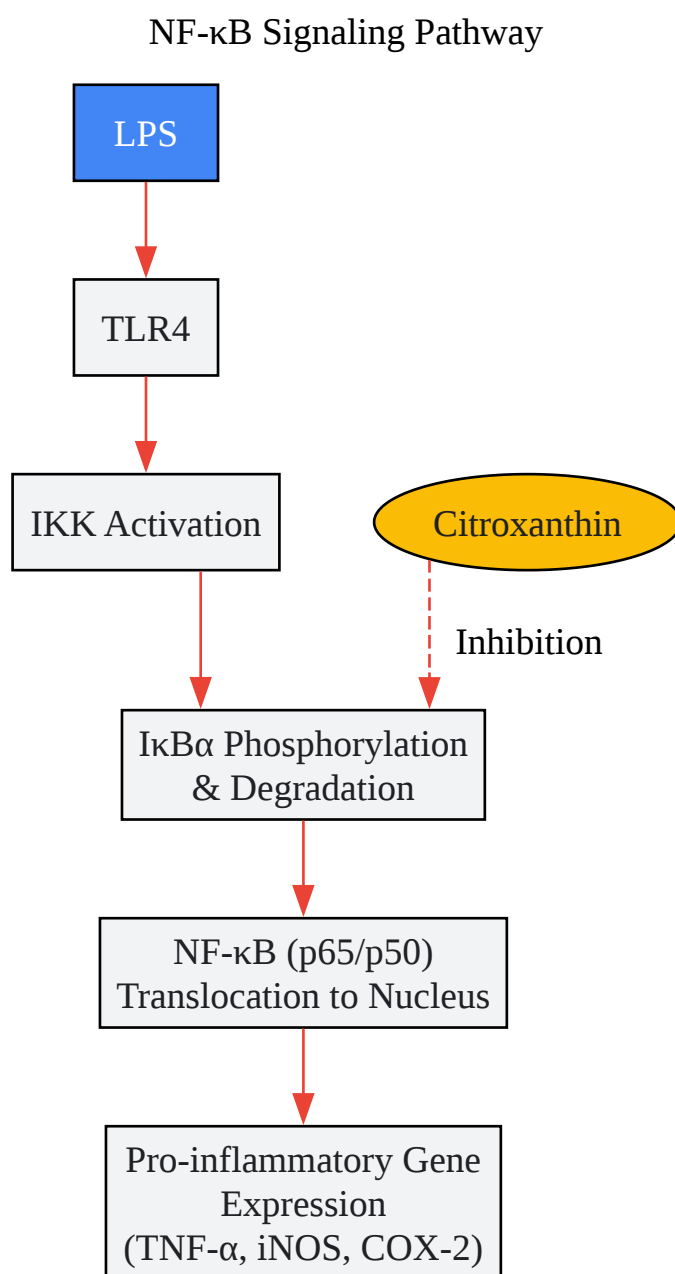 NF-κB Signaling Pathway
LPS
TLR4
IKK Activation
Citroxanthin
Inhibition
IκBα Phosphorylation
& Degradation
NF-κB (p65/p50)
Translocation to Nucleus
Pro-inflammatory Gene
Expression
(TNF-α, iNOS, COX-2)